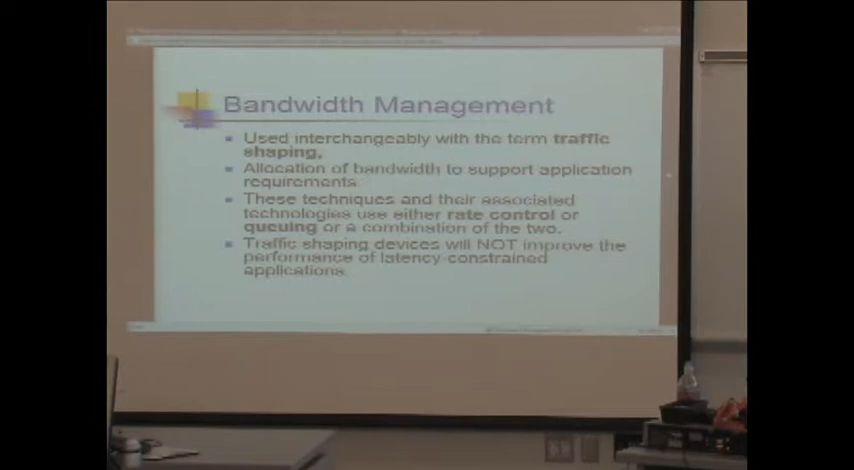 Bandwidth Management
Used interchangeably with the term traffic
shaping.
Allocation of bandwidth to support application
requirements.
These techniques and their associated
technologies use either rate control or
queuing or a combination of the two.
Traffic shaping devices will NOT improve the
performance of latency-constrained
applications.